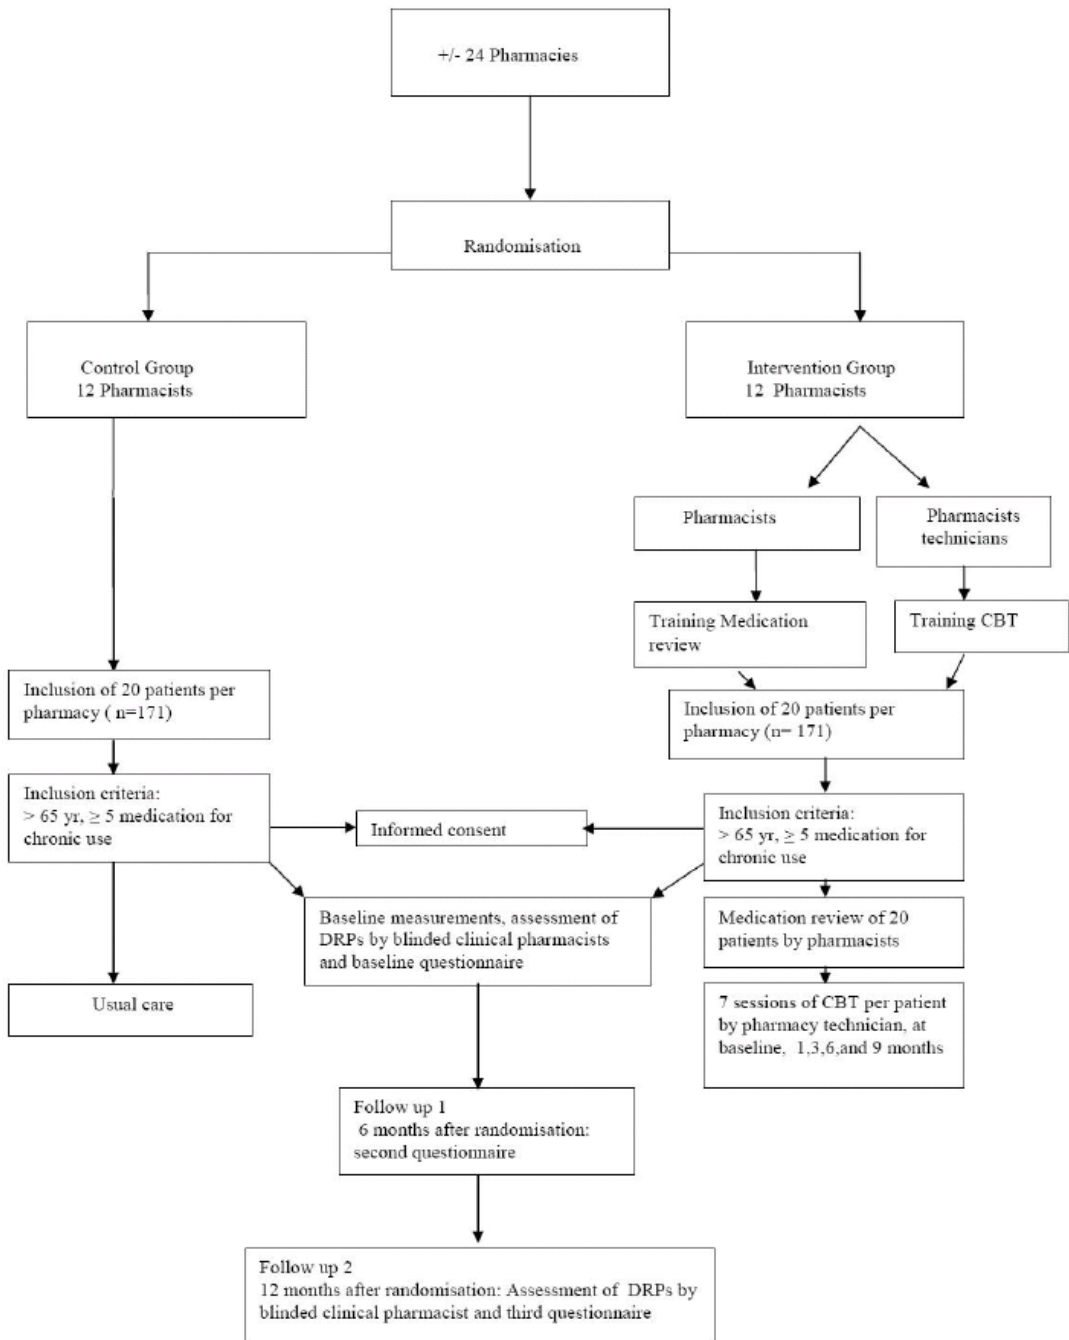 +/- 24 Pharmacies
Randomisation
Control Group
12 Pharmacists
Intervention Group
12 Pharmacists
Pharmacists
Pharmacists
technicians
Training Medication
review
Training CBT
Inclusion of 20 patients per
pharmacy ( n=171)
Inclusion of 20 patients per
pharmacy (n= 171)
Inclusion criteria:
> 65 yr, ≥ 5 medication for
chronic use
Informed consent
Inclusion criteria:
> 65 yr, ≥ 5 medication for
chronic use
Baseline measurements, assessment of
DRPs by blinded clinical pharmacists
and baseline questionnaire
Medication review of 20
patients by pharmacists
Usual care
7 sessions of CBT per patient
by pharmacy technician, at
baseline, 1,3,6,and 9 months
Follow up 1
6 months after randomisation:
second questionnaire
Follow up 2
12 months after randomisation: Assessment of DRPs by
blinded clinical pharmacist and third questionnaire